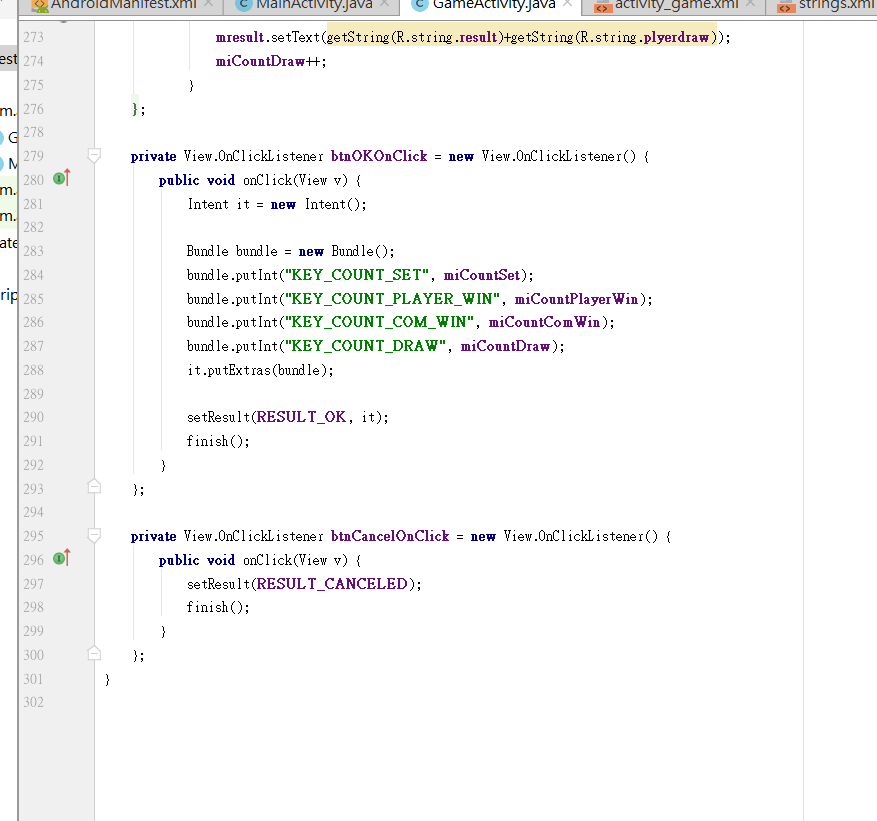 AndroidManifest.xml
MainActivity.java
GameActivity.java
activity_game.xml
strings.xml
273 mresult.setText(getString(R.string.result)+getString(R.string.plyerdraw));
274 miCountDraw++;
275 }
276 };
278
279 private View.OnClickListener btnOKOnClick = new View.OnClickListener() {
280 public void onClick(View v) {
281 Intent it = new Intent();
282
283 Bundle bundle = new Bundle();
284 bundle.putInt("KEY_COUNT_SET", miCountSet);
285 bundle.putInt("KEY_COUNT_PLAYER_WIN", miCountPlayerWin);
286 bundle.putInt("KEY_COUNT_COM_WIN", miCountComWin);
287 bundle.putInt("KEY_COUNT_DRAW", miCountDraw);
288 it.putExtras(bundle);
289
290 setResult(RESULT_OK, it);
291 finish();
292 }
293 };
294
295 private View.OnClickListener btnCancelOnClick = new View.OnClickListener() {
296 public void onClick(View v) {
297 setResult(RESULT_CANCELED);
298 finish();
299 }
300 };
301 }
302